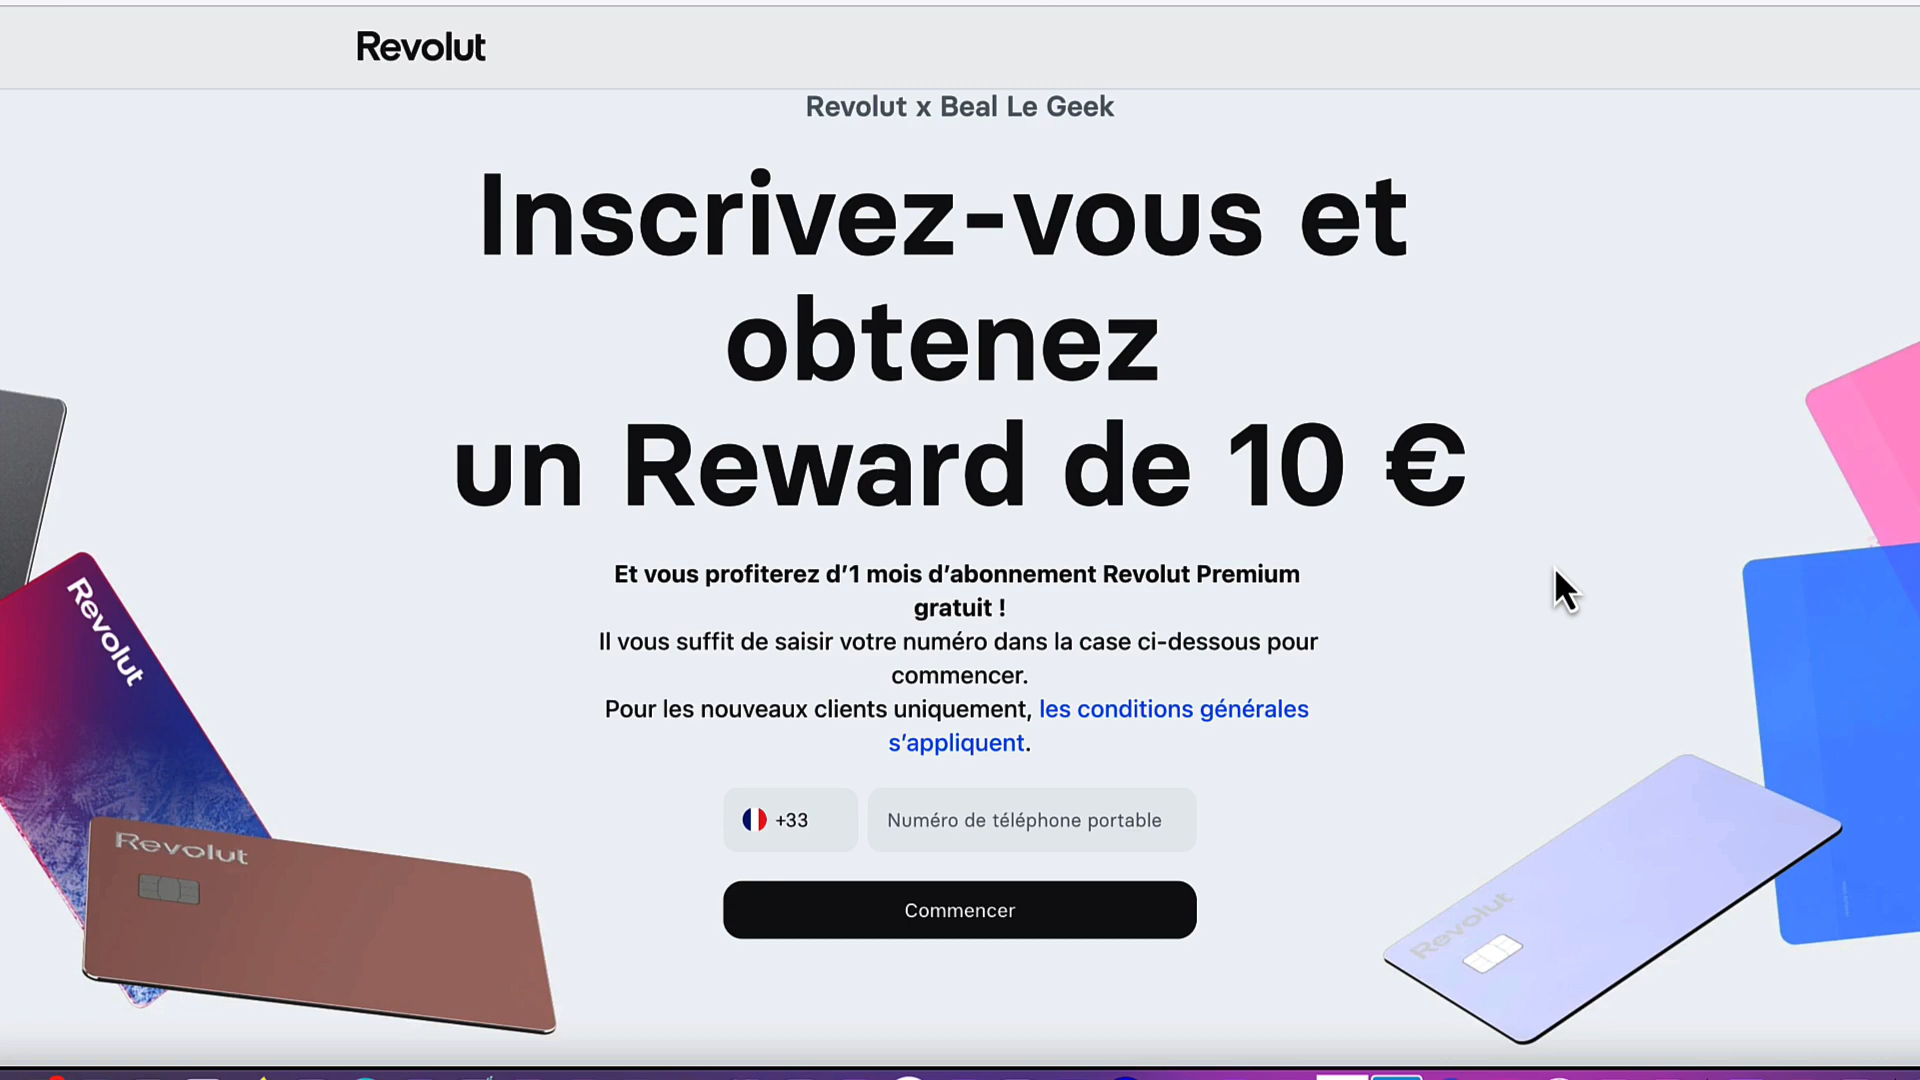 Revolut
Revolut x Beal Le Geek
Inscrivez-vous et
obtenez
un Reward de 10 €
Et vous profiterez d’1 mois d’abonnement Revolut Premium
gratuit !
Il vous suffit de saisir votre numéro dans la case ci-dessous pour
commencer.
Pour les nouveaux clients uniquement, les conditions générales
s’appliquent.
+33
Numéro de téléphone portable
Commencer
Revolut
Revolut
Revolut